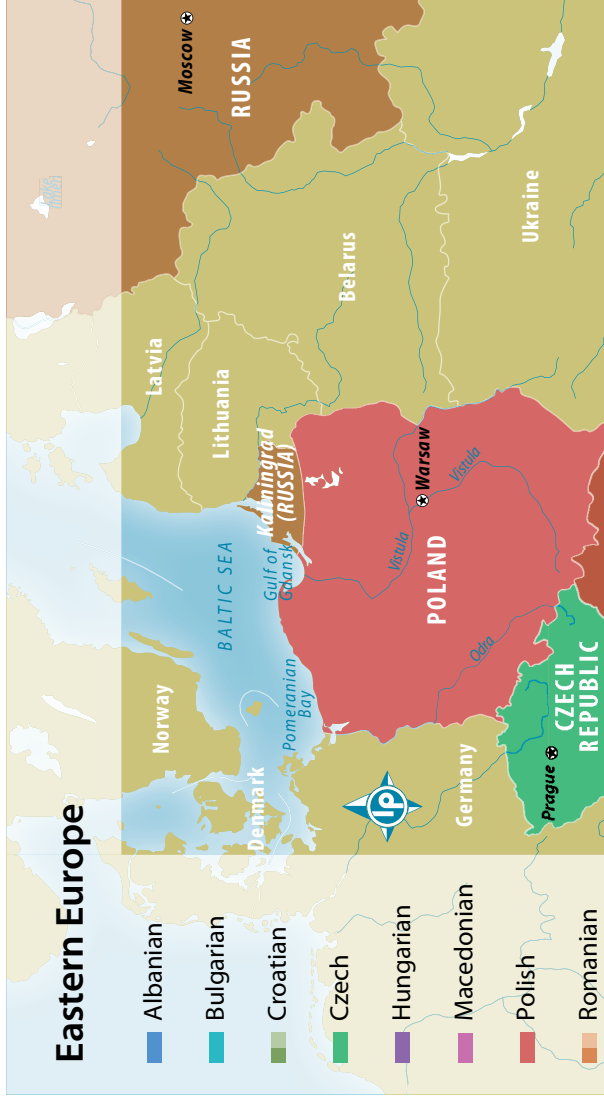 Eastern Europe
Albanian
Bulgarian
Croatian
Czech
Hungarian
Macedonian
Polish
Romanian
Norway
Denmark
BALTIC SEA
Pomeranian
Bay
Gulf of
Gdansk
Latvia
Lithuania
Kaliningrad
(RUSSIA)
Moscow
RUSSIA
Belarus
Ukraine
Warsaw
Vistula
Vistula
POLAND
Odra
Germany
Prague
CZECH
REPUBLIC
lp